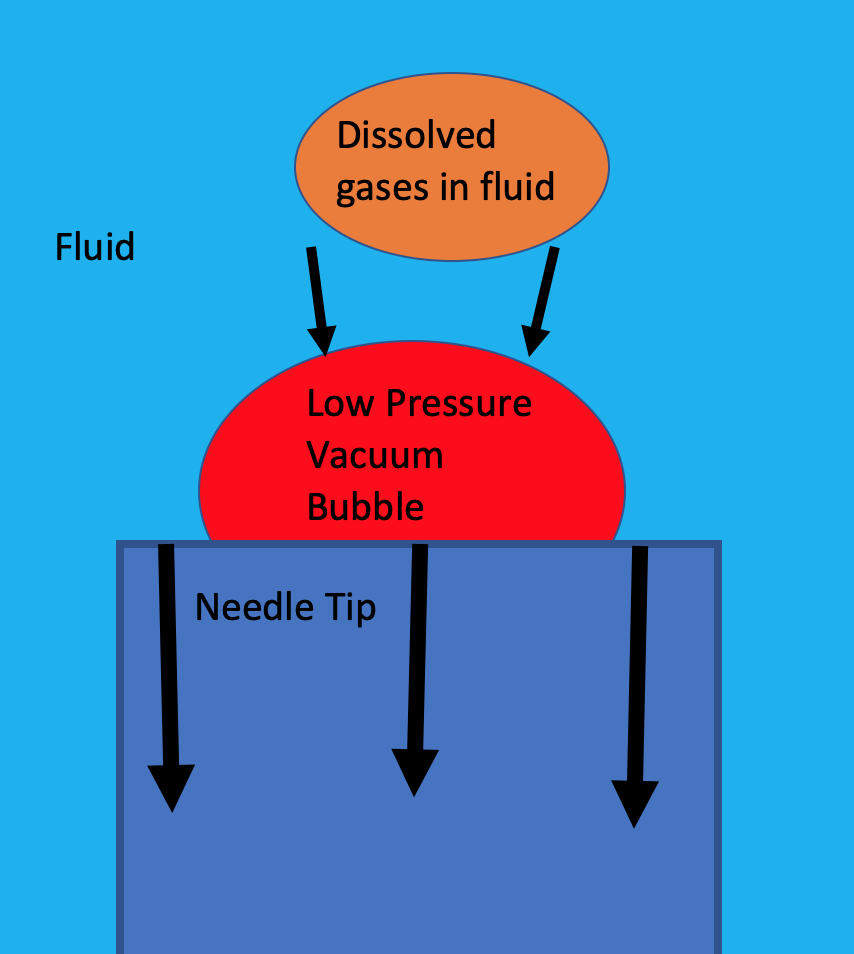 Dissolved
gases in fluid
Fluid
Low Pressure
Vacuum
Bubble
Needle Tip